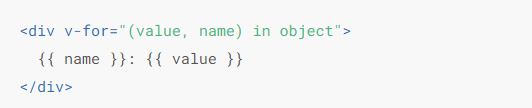 <div v-for="(value, name) in object">
  {{ name }}: {{ value }}
</div>